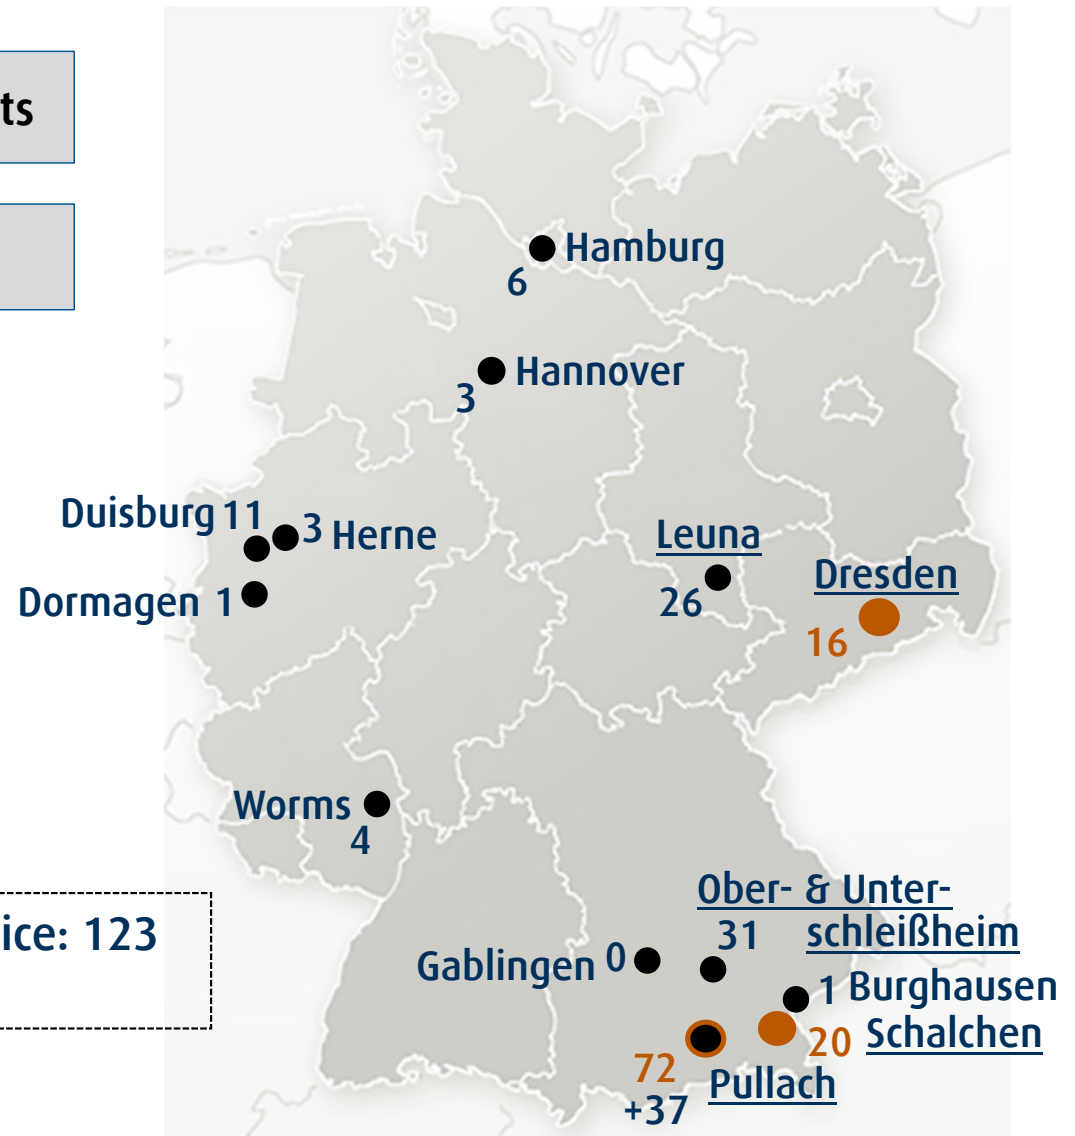 ts
Hamburg
6
Hannover
3
Duisburg 11
3 Herne
Dormagen 1
Leuna
26
Dresden
16
Worms
4
Ober- & Unter-
schleißheim
31
Gablingen 0
1 Burghausen
20 Schalchen
72
+37
Pullach
ice: 123